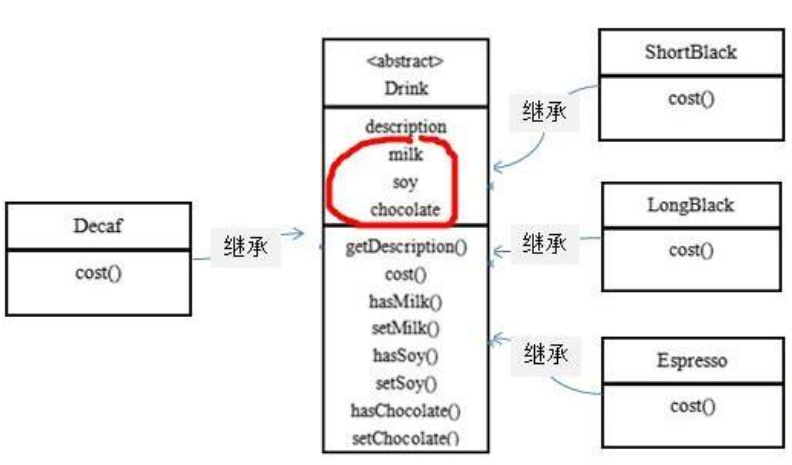 <abstract>
Drink
description
milk
soy
chocolate
getDescription()
cost()
hasMilk()
setMilk()
hasSoy()
setSoy()
hasChocolate()
setChocolate()
Decaf
cost()
继承
继承
ShortBlack
cost()
继承
LongBlack
cost()
继承
Espresso
cost()